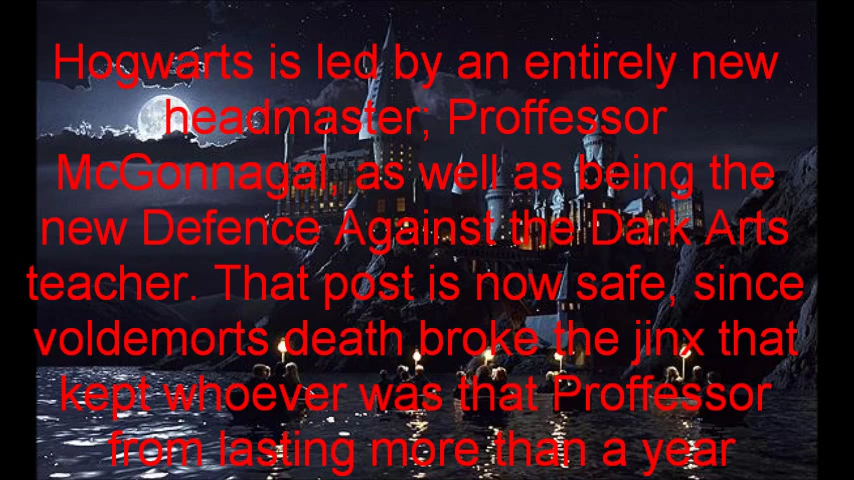 Hogwarts is led by an entirely new
headmaster; Proffessor
McGonnagal, as well as being the
new Defence Against the Dark Arts
teacher. That post is now safe, since
voldemorts death broke the jinx that
kept whoever was that Proffessor
from lasting more than a year